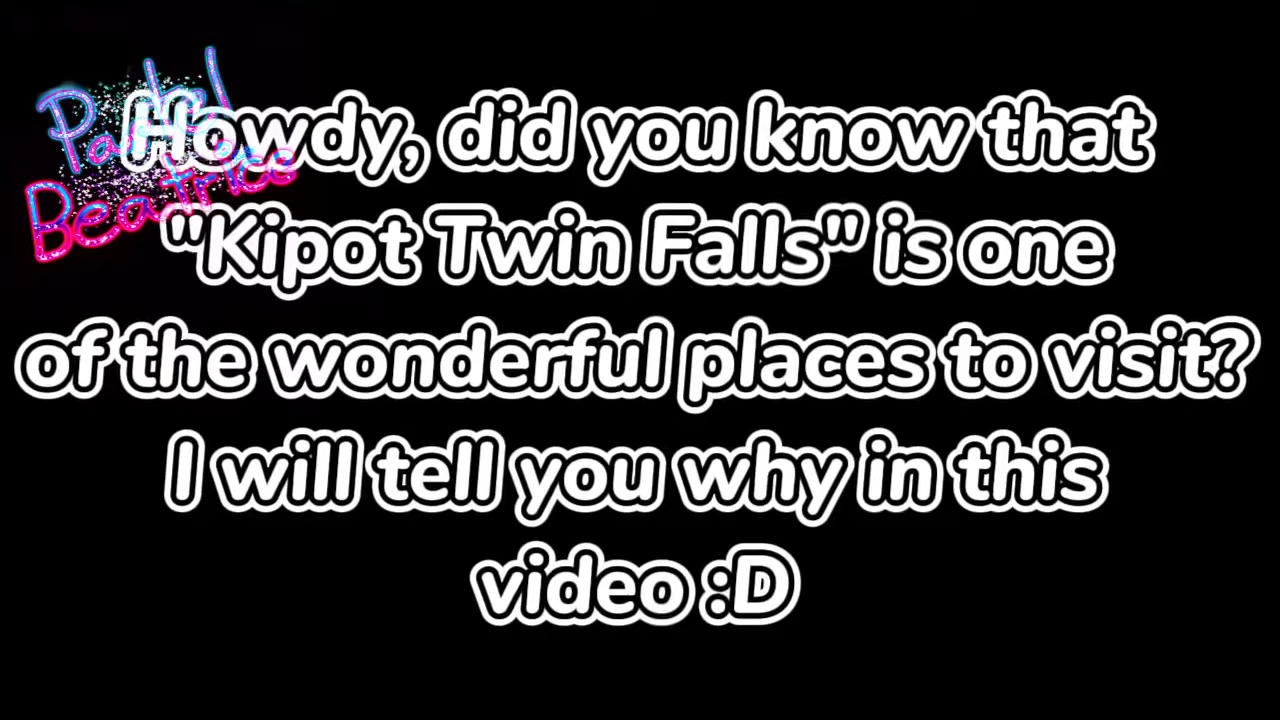 Beatrice
Howdy, did you know that
"Kipot Twin Falls" is one
of the wonderful places to visit?
I will tell you why in this
video :D